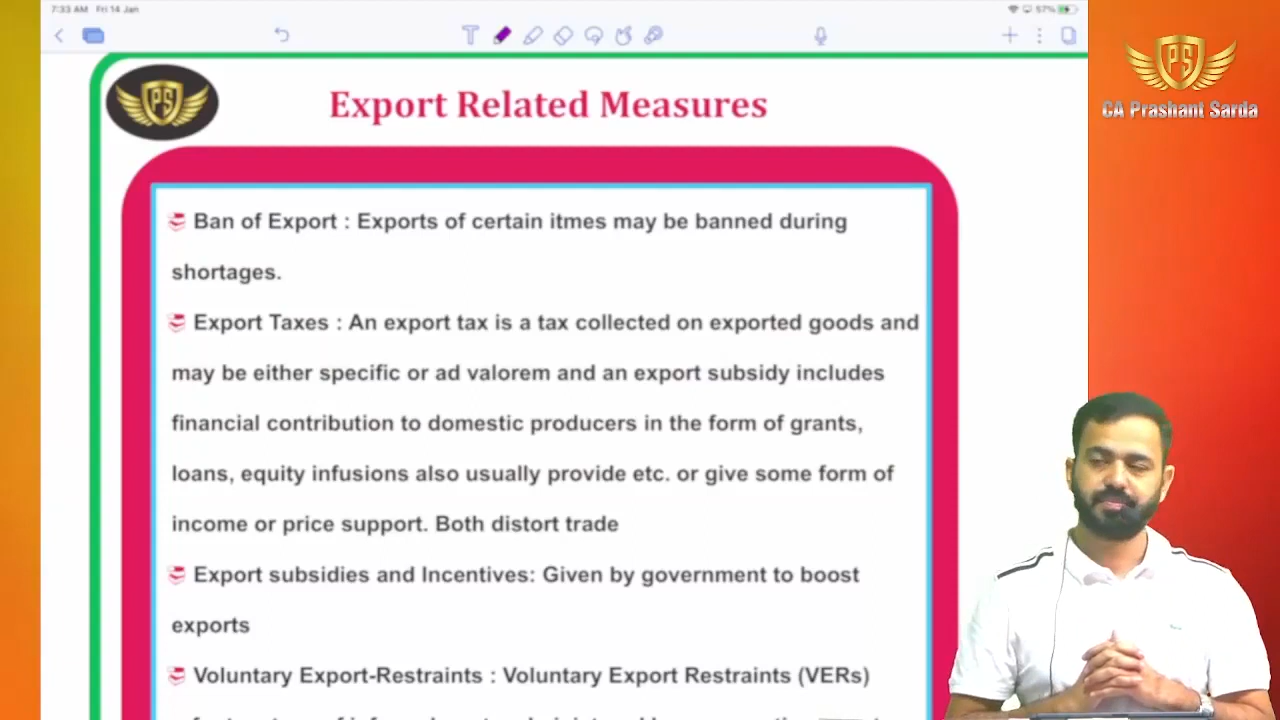 7:33 AM Fri 14 Jan
57%
PS
CA Prashant Sarda
PS
Export Related Measures
Ban of Export : Exports of certain itmes may be banned during
shortages.
Export Taxes : An export tax is a tax collected on exported goods and
may be either specific or ad valorem and an export subsidy includes
financial contribution to domestic producers in the form of grants,
loans, equity infusions also usually provide etc. or give some form of
income or price support. Both distort trade
Export subsidies and Incentives: Given by government to boost
exports
Voluntary Export-Restraints : Voluntary Export Restraints (VERs)